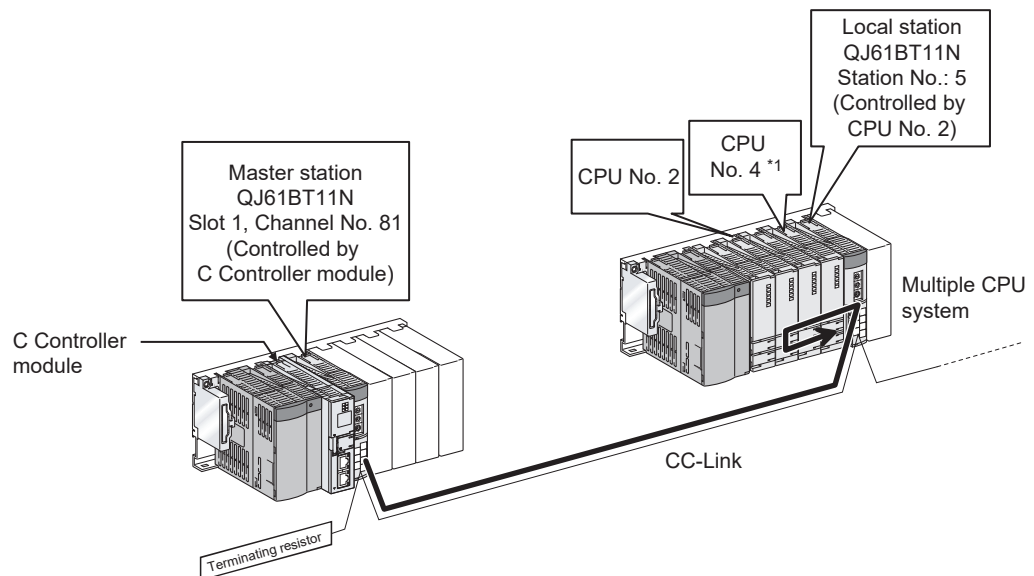 Local station
QJ61BT11N
Station No.: 5
(Controlled by
CPU No. 2)
CPU
No. 4 *1
CPU No. 2
Master station
QJ61BT11N
Slot 1, Channel No. 81
(Controlled by
C Controller module)
Multiple CPU
system
C Controller
module
CC-Link
Terminating resistor